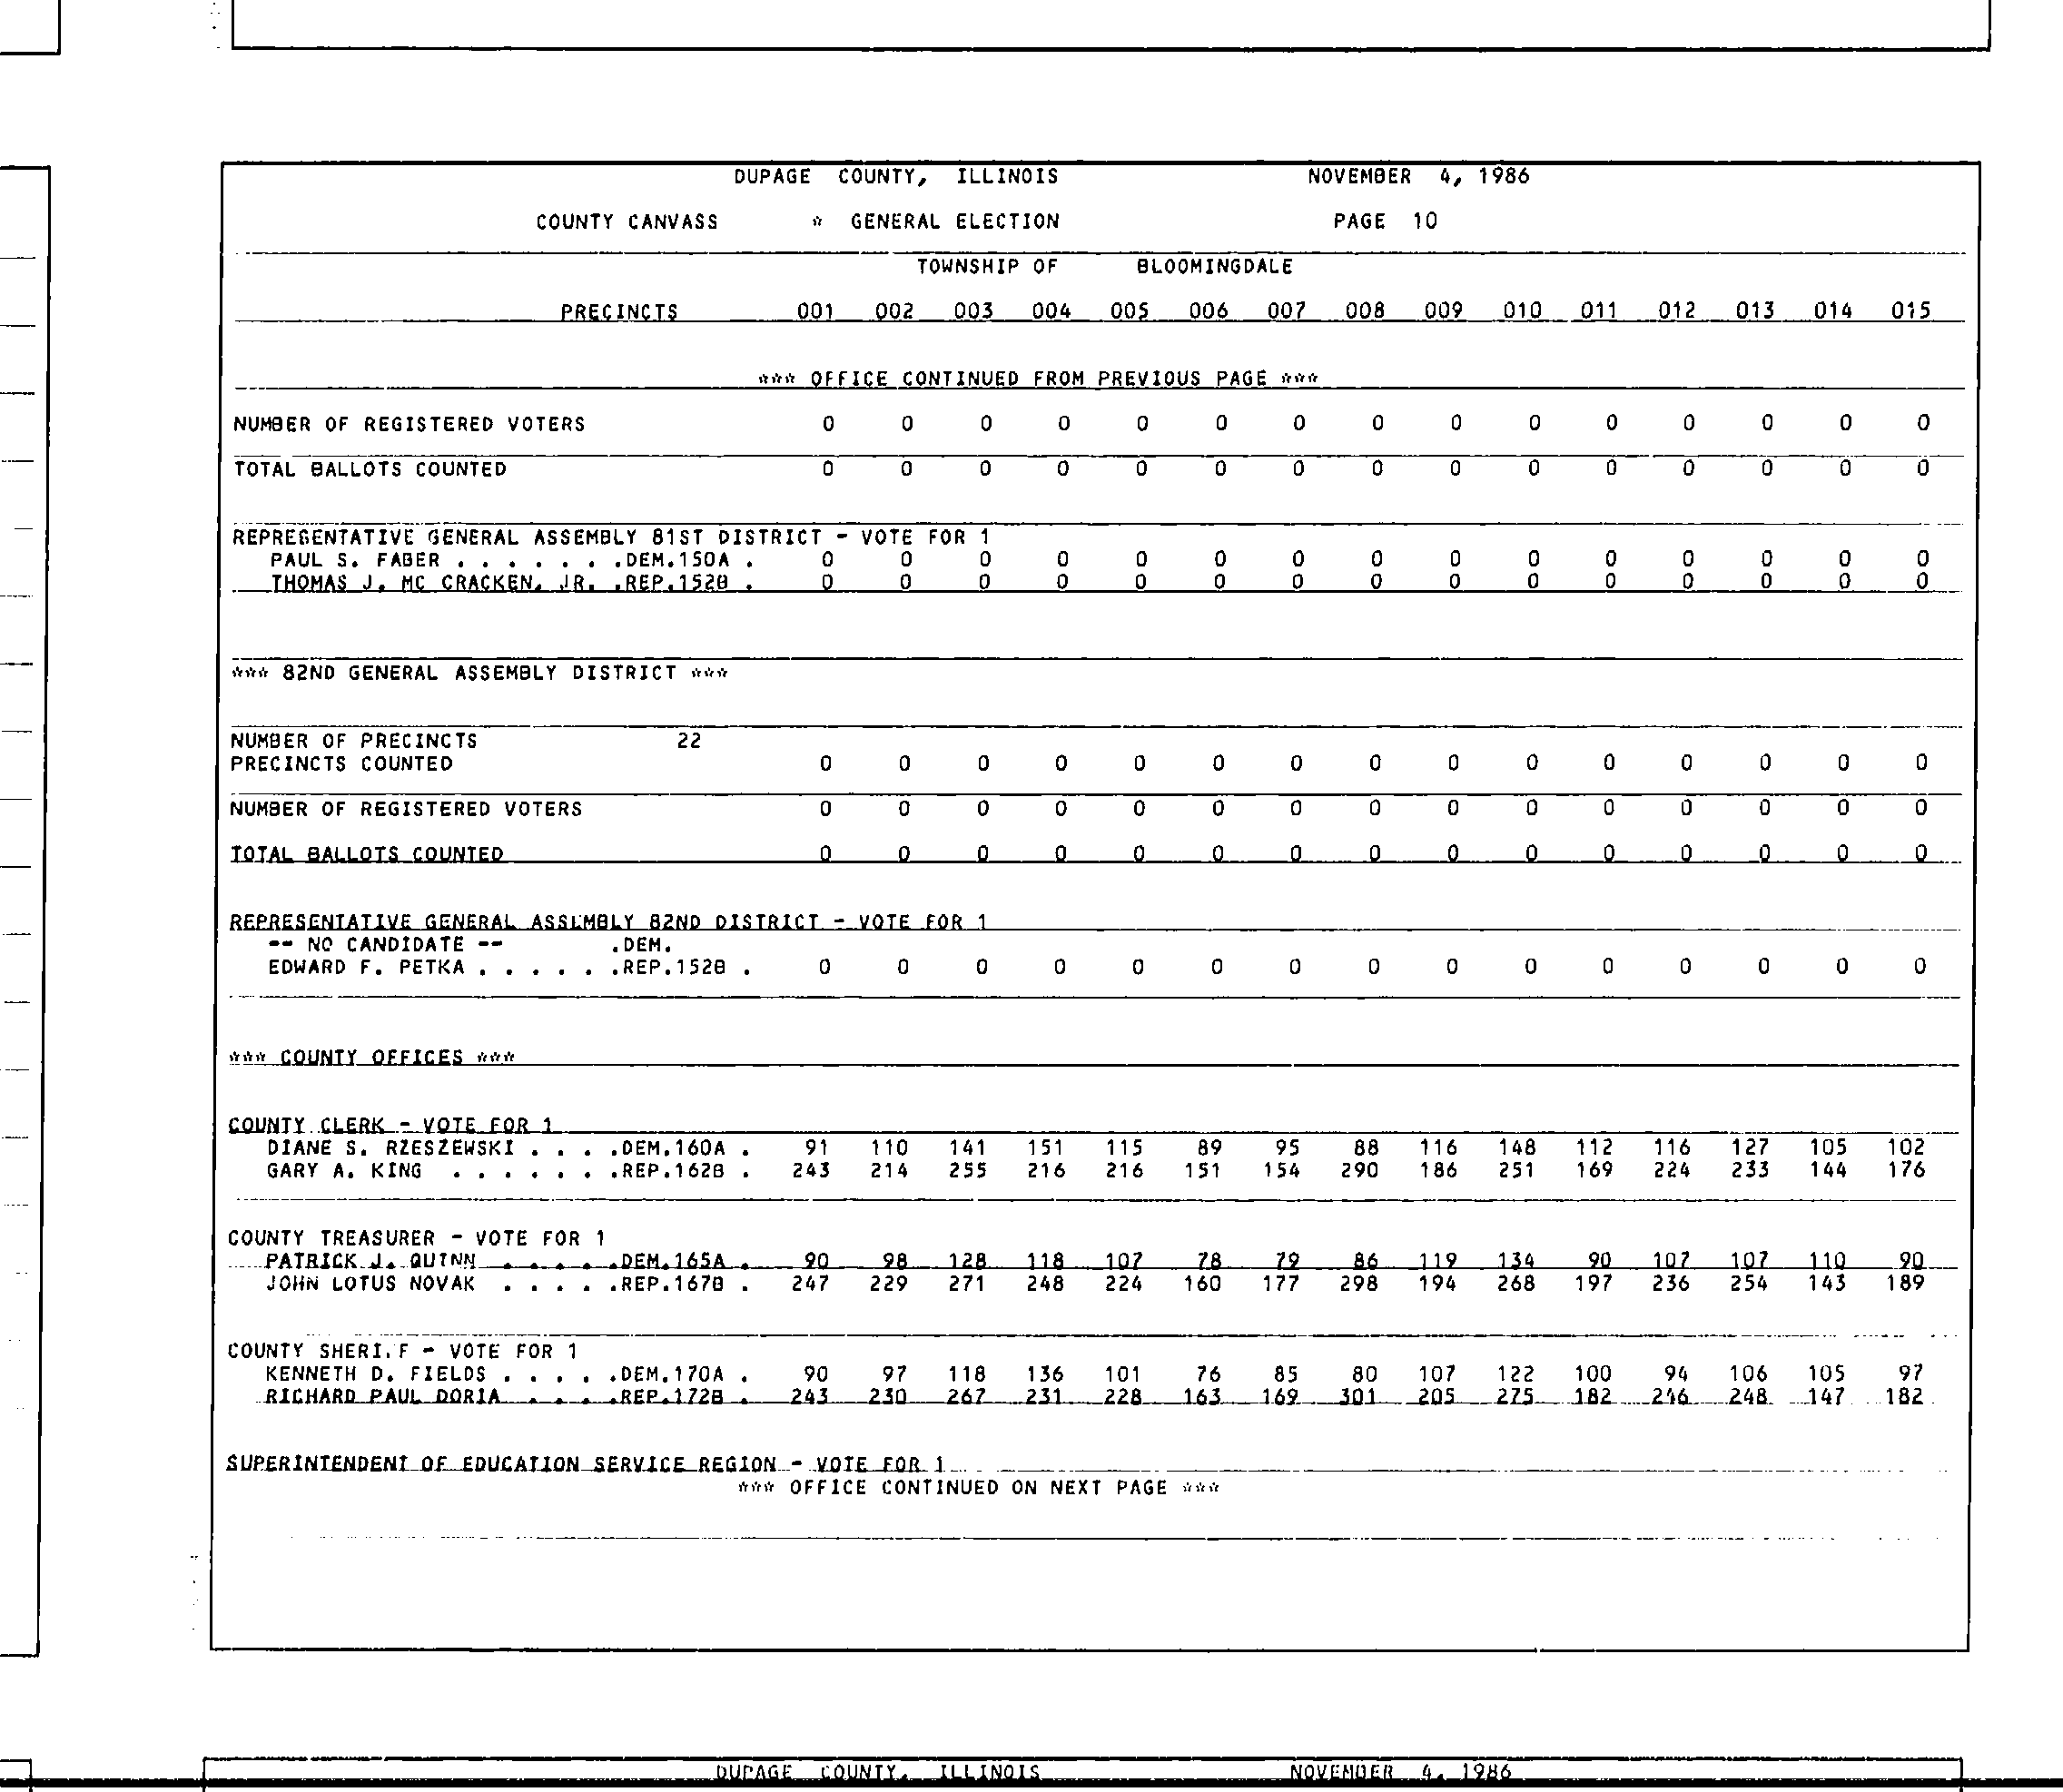 DUPAGE COUNTY, ILLINOIS NOVEMBER 4, 1986
COUNTY CANVASS * GENERAL ELECTION PAGE 10
TOWNSHIP OF BLOOMINGDALE
PRECINCTS 001 002 003 004 005 006 007 008 009 010 011 012 013 014 015
*** OFFICE CONTINUED FROM PREVIOUS PAGE ***
NUMBER OF REGISTERED VOTERS 0 0 0 0 0 0 0 0 0 0 0 0 0 0 0
TOTAL BALLOTS COUNTED 0 0 0 0 0 0 0 0 0 0 0 0 0 0 0
REPRESENTATIVE GENERAL ASSEMBLY 81ST DISTRICT - VOTE FOR 1
PAUL S. FABER . . . . . . .DEM.150A . 0 0 0 0 0 0 0 0 0 0 0 0 0 0 0
THOMAS J. MC CRACKEN, JR. .REP.152B . 0 0 0 0 0 0 0 0 0 0 0 0 0 0 0
*** 82ND GENERAL ASSEMBLY DISTRICT ***
NUMBER OF PRECINCTS 22
PRECINCTS COUNTED 0 0 0 0 0 0 0 0 0 0 0 0 0 0 0
NUMBER OF REGISTERED VOTERS 0 0 0 0 0 0 0 0 0 0 0 0 0 0 0
TOTAL BALLOTS COUNTED 0 0 0 0 0 0 0 0 0 0 0 0 0 0 0
REPRESENTATIVE GENERAL ASSEMBLY 82ND DISTRICT - VOTE FOR 1
-- NO CANDIDATE -- .DEM.
EDWARD F. PETKA . . . . . .REP.152B . 0 0 0 0 0 0 0 0 0 0 0 0 0 0 0
*** COUNTY OFFICES ***
COUNTY CLERK - VOTE FOR 1
DIANE S. RZESZEWSKI . . . .DEM.160A . 91 110 141 151 115 89 95 88 116 148 112 116 127 105 102
GARY A. KING . . . . . . .REP.162B . 243 214 255 216 216 151 154 290 186 251 169 224 233 144 176
COUNTY TREASURER - VOTE FOR 1
PATRICK J. QUINN . . . . .DEM.165A . 90 98 128 118 107 78 79 86 119 134 90 107 107 110 90
JOHN LOTUS NOVAK . . . . .REP.167B . 247 229 271 248 224 160 177 298 194 268 197 236 254 143 189
COUNTY SHERI.F - VOTE FOR 1
KENNETH D. FIELDS . . . . .DEM.170A . 90 97 118 136 101 76 85 80 107 122 100 94 106 105 97
RICHARD PAUL DORIA . . . .REP.172B . 243 230 267 231 228 163 169 301 205 275 182 246 248 147 182
SUPERINTENDENT OF EDUCATION SERVICE REGION - VOTE FOR 1
*** OFFICE CONTINUED ON NEXT PAGE ***
DUPAGE COUNTY, ILLINOIS NOVEMBER 4, 1986